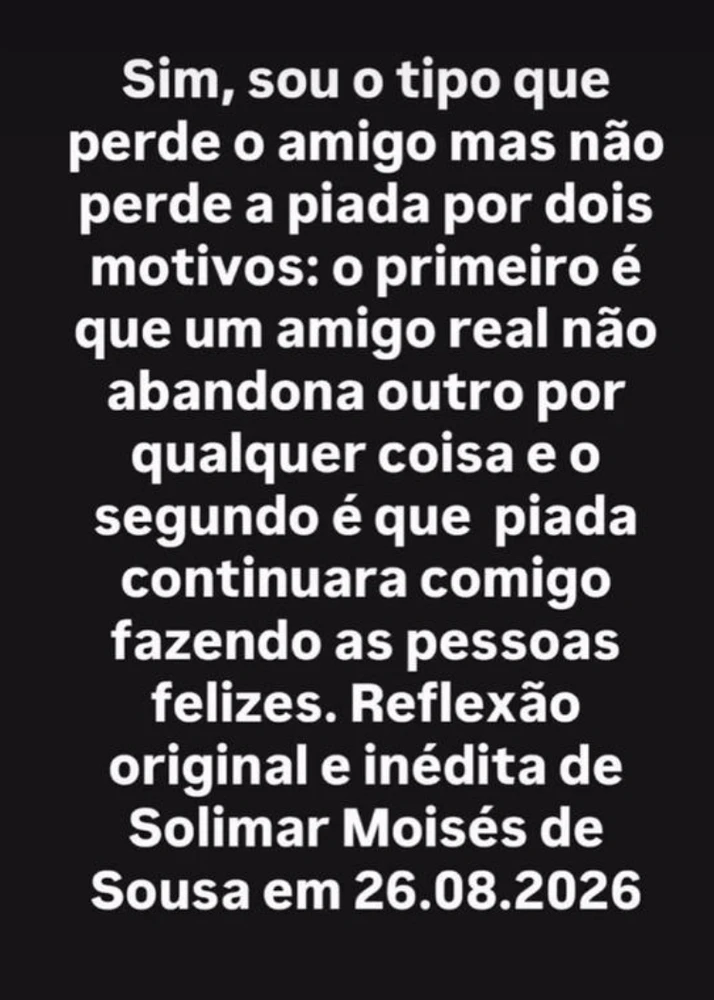 Sim, sou o tipo que
perde o amigo mas não
perde a piada por dois
motivos: o primeiro é
que um amigo real não
abandona outro por
qualquer coisa e o
segundo é que  piada
continuara comigo
fazendo as pessoas
felizes. Reflexão
original e inédita de
Solimar Moisés de
Sousa em 26.08.2026